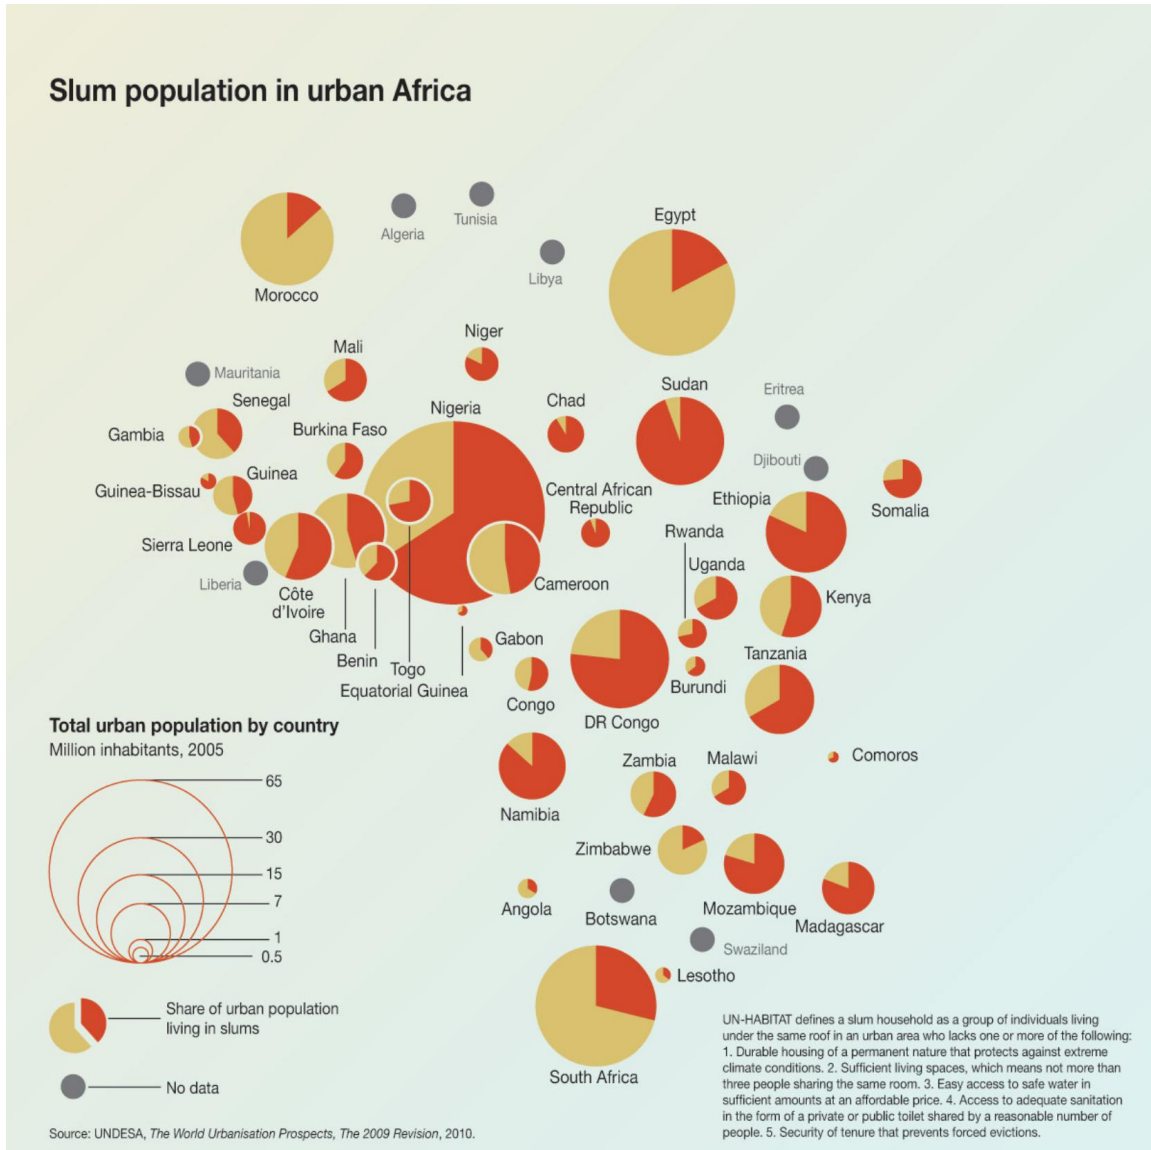 Slum population in urban Africa
Morocco
Algeria
Tunisia
Libya
Egypt
Niger
Mali
Mauritania
Senegal
Gambia
Burkina Faso
Nigeria
Chad
Sudan
Eritrea
Djibouti
Guinea
Guinea-Bissau
Central African
Republic
Ethiopia
Somalia
Sierra Leone
Rwanda
Uganda
Liberia
Cameroon
Côte
d'Ivoire
Kenya
Ghana
Gabon
Benin
Togo
Tanzania
Equatorial Guinea
Burundi
Congo
DR Congo
Comoros
Zambia
Malawi
Namibia
Zimbabwe
Angola
Botswana
Mozambique
Madagascar
Swaziland
Lesotho
South Africa
Total urban population by country
Million inhabitants, 2005
65
30
15
7
1
0.5
Share of urban population
living in slums
No data
UN-HABITAT defines a slum household as a group of individuals living
under the same roof in an urban area who lacks one or more of the following:
1. Durable housing of a permanent nature that protects against extreme
climate conditions. 2. Sufficient living spaces, which means not more than
three people sharing the same room. 3. Easy access to safe water in
sufficient amounts at an affordable price. 4. Access to adequate sanitation
in the form of a private or public toilet shared by a reasonable number of
people. 5. Security of tenure that prevents forced evictions.
Source: UNDESA, The World Urbanisation Prospects, The 2009 Revision, 2010.